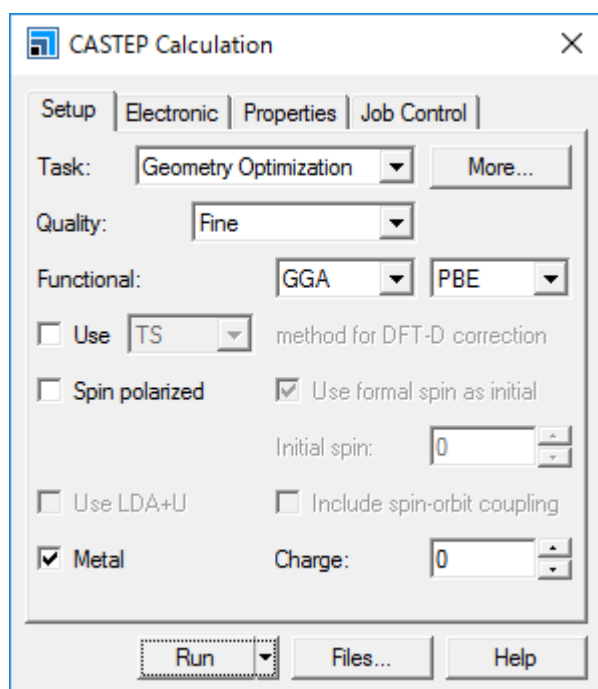 CASTEP Calculation
Setup Electronic Properties Job Control
Task: Geometry Optimization More...
Quality: Fine
Functional: GGA PBE
Use TS method for DFT-D correction
Spin polarized Use formal spin as initial
Initial spin: 0
Use LDA+U Include spin-orbit coupling
Metal Charge: 0
Run Files... Help